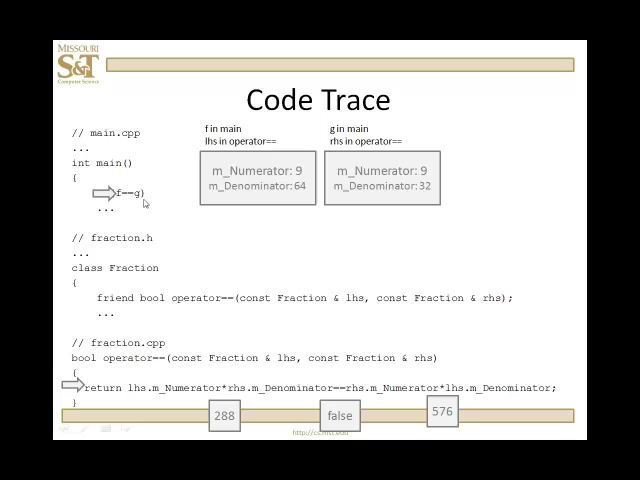 MISSOURI
S&T
Computer Science
Code Trace
// main.cpp
...
int main()
{
f==g)
...
f in main
lhs in operator==
m_Numerator: 9
m_Denominator: 64
g in main
rhs in operator==
m_Numerator: 9
m_Denominator: 32
// fraction.h
...
class Fraction
{
friend bool operator==(const Fraction & lhs, const Fraction & rhs);
...
// fraction.cpp
bool operator==(const Fraction & lhs, const Fraction & rhs)
{
return lhs.m_Numerator*rhs.m_Denominator==rhs.m_Numerator*lhs.m_Denominator;
}
288
false
576